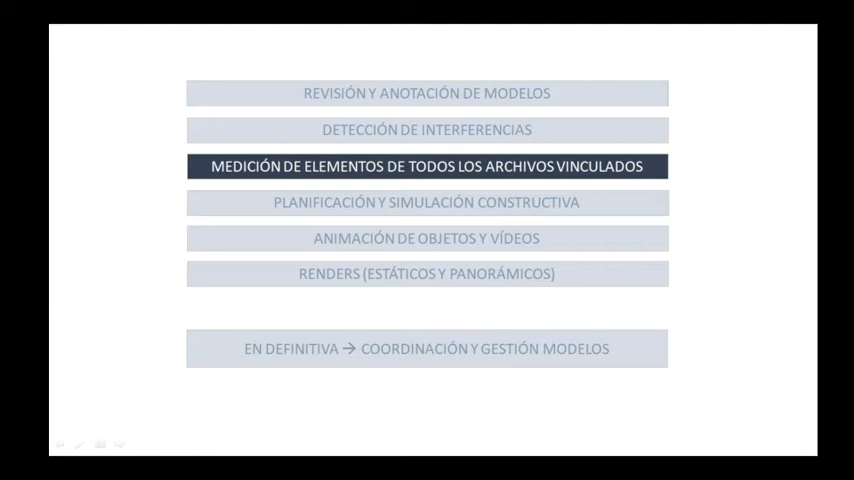 REVISIÓN Y ANOTACIÓN DE MODELOS
DETECCIÓN DE INTERFERENCIAS
MEDICIÓN DE ELEMENTOS DE TODOS LOS ARCHIVOS VINCULADOS
PLANIFICACIÓN Y SIMULACIÓN CONSTRUCTIVA
ANIMACIÓN DE OBJETOS Y VÍDEOS
RENDERS (ESTÁTICOS Y PANORÁMICOS)
EN DEFINITIVA → COORDINACIÓN Y GESTIÓN MODELOS